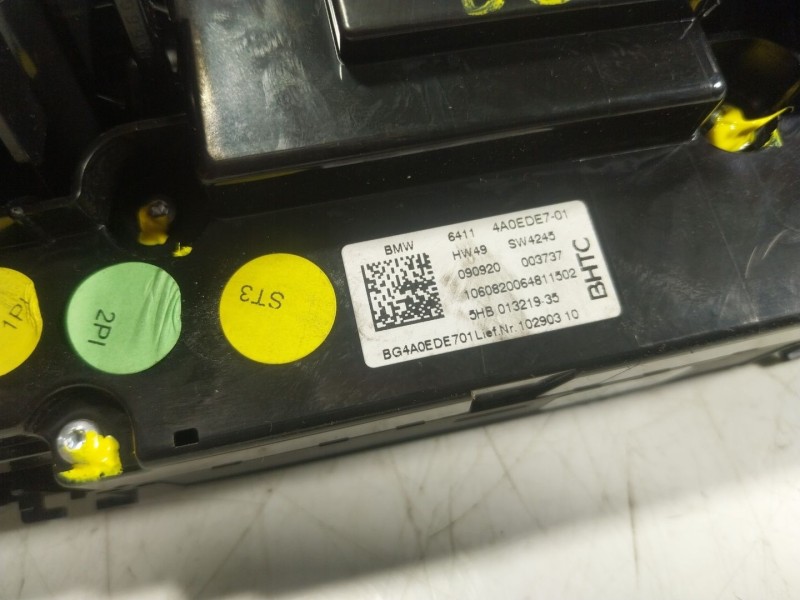 BMW 6411 4A0EDE7-01
HW49 SW4245
090920 003737
1060820064811502
5HB 013219-35
BG4A0EDE701 Lief.Nr. 102903 10
BHTC
ST3
2PI
1PI